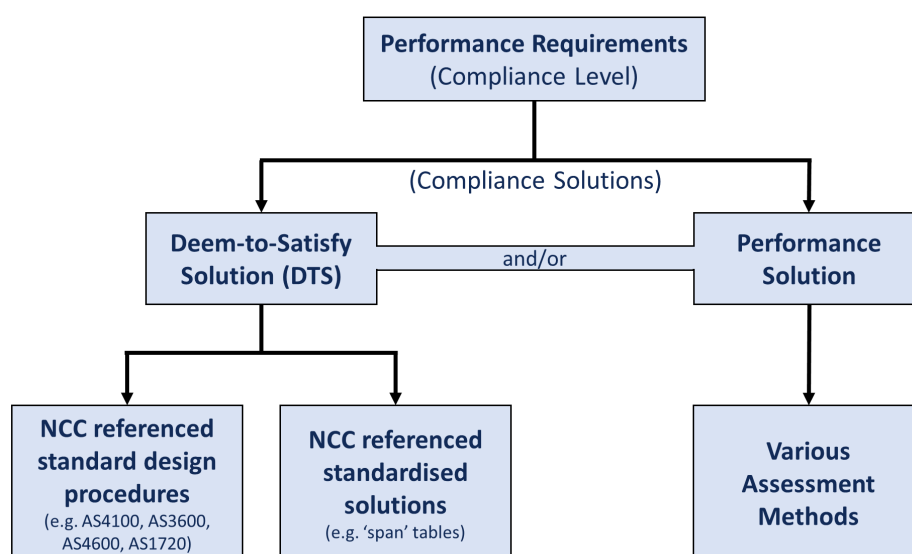 Performance Requirements
(Compliance Level)
(Compliance Solutions)
Deem-to-Satisfy
Solution (DTS)
and/or
Performance
Solution
NCC referenced
standard design
procedures
(e.g. AS4100, AS3600,
AS4600, AS1720)
NCC referenced
standardised
solutions
(e.g. ‘span’ tables)
Various
Assessment
Methods